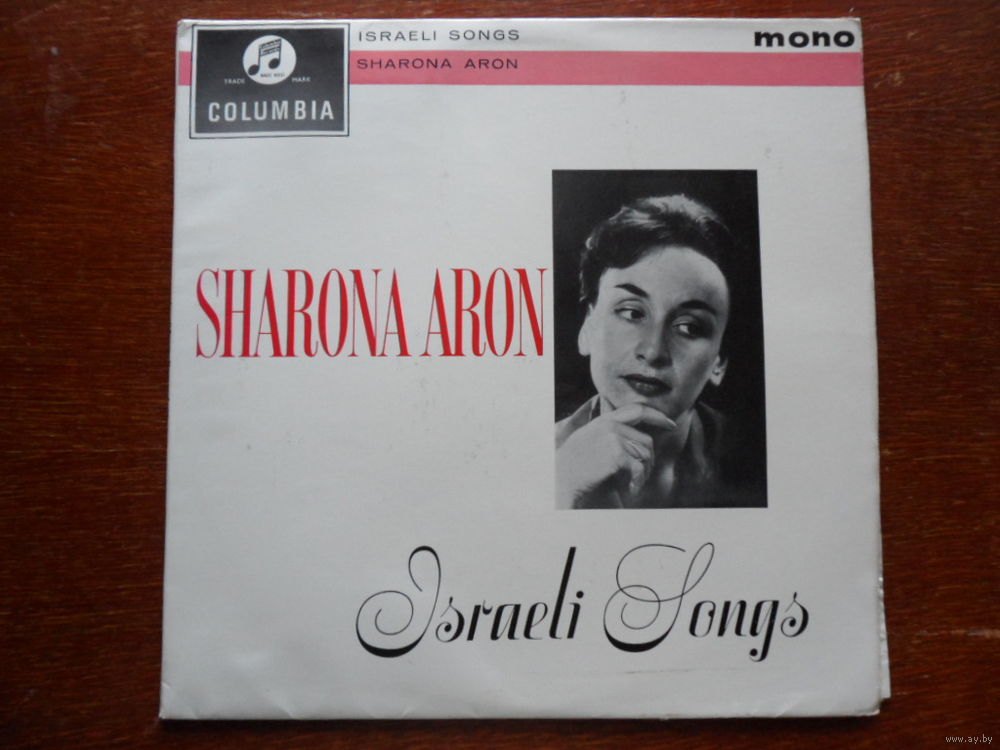 ISRAELI SONGS
mono
SHARONA ARON
TRADE MARK
COLUMBIA
SHARONA ARON
Israeli Songs
www.ay.by